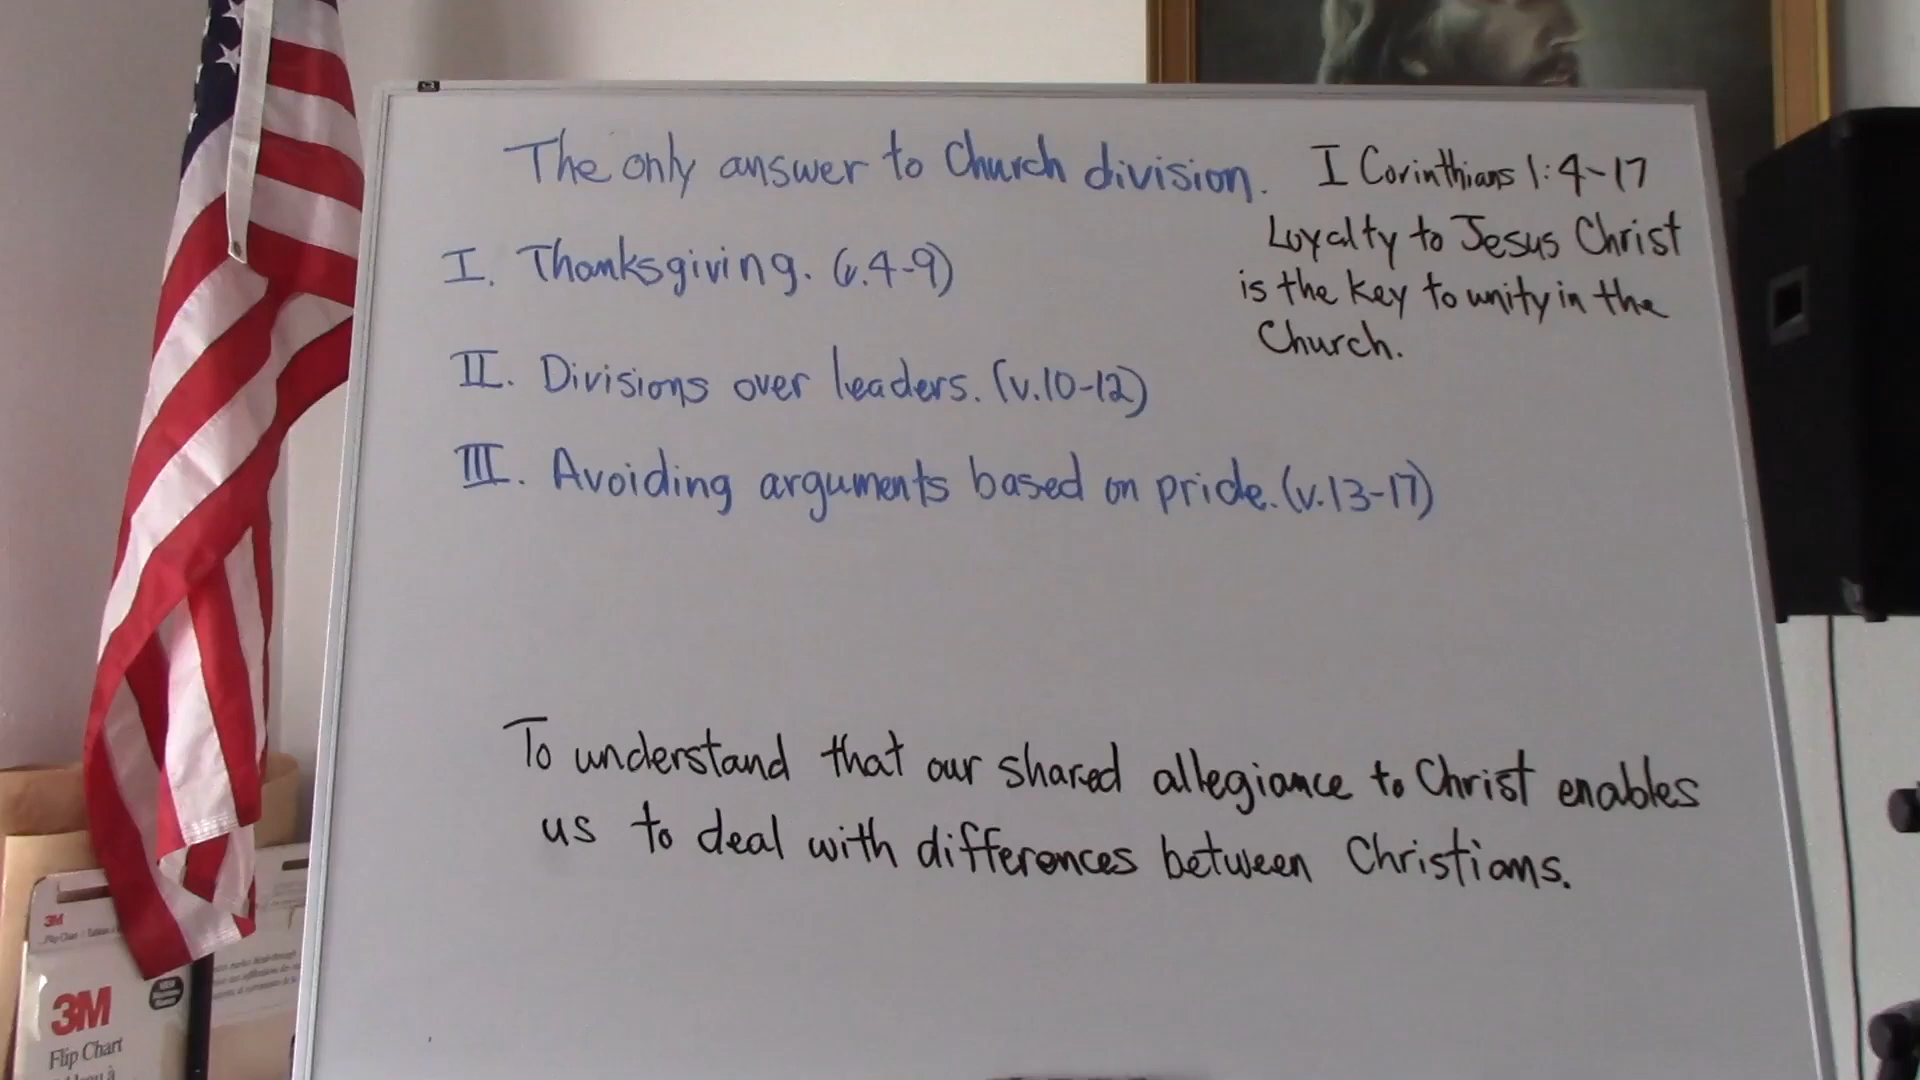 The only answer to Church division.
I Corinthians 1:4-17
Loyalty to Jesus Christ
is the key to unity in the
Church.
I. Thanksgiving. (v.4-9)
II. Divisions over leaders. (v.10-12)
III. Avoiding arguments based on pride. (v.13-17)
To understand that our shared allegiance to Christ enables
us to deal with differences between Christians.
3M
Flip Chart
3M
Flip Chart